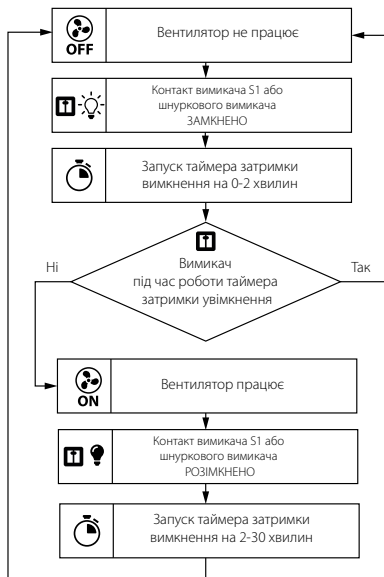 OFF
Вентилятор не працює
Контакт вимикача S1 або
шнуркового вимикача
ЗАМКНЕНО
Запуск таймера затримки
вимкнення на 0-2 хвилин
Ні
Вимикач
під час роботи таймера
затримки увімкнення
Так
ON
Вентилятор працює
Контакт вимикача S1 або
шнуркового вимикача
РОЗІМКНЕНО
Запуск таймера затримки
вимкнення на 2-30 хвилин